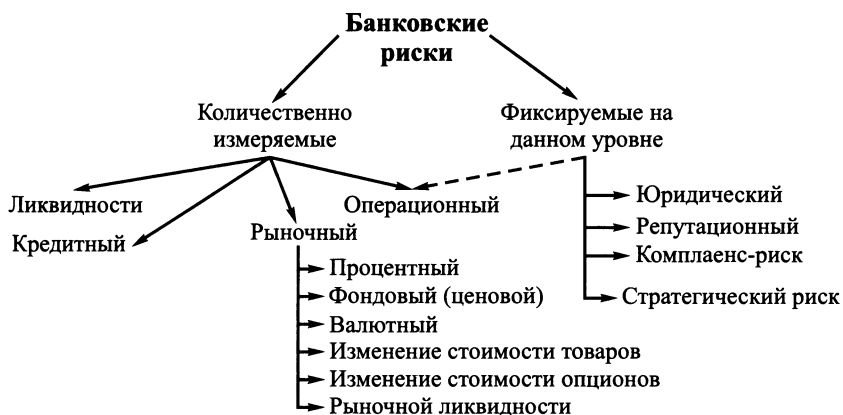 Банковские
риски
Количественно
измеряемые
Фиксируемые на
данном уровне
Ликвидности
Кредитный
Рыночный
Операционный
Процентный
Фондовый (ценовой)
Валютный
Изменение стоимости товаров
Изменение стоимости опционов
Рыночной ликвидности
Юридический
Репутационный
Комплаенс-риск
Стратегический риск